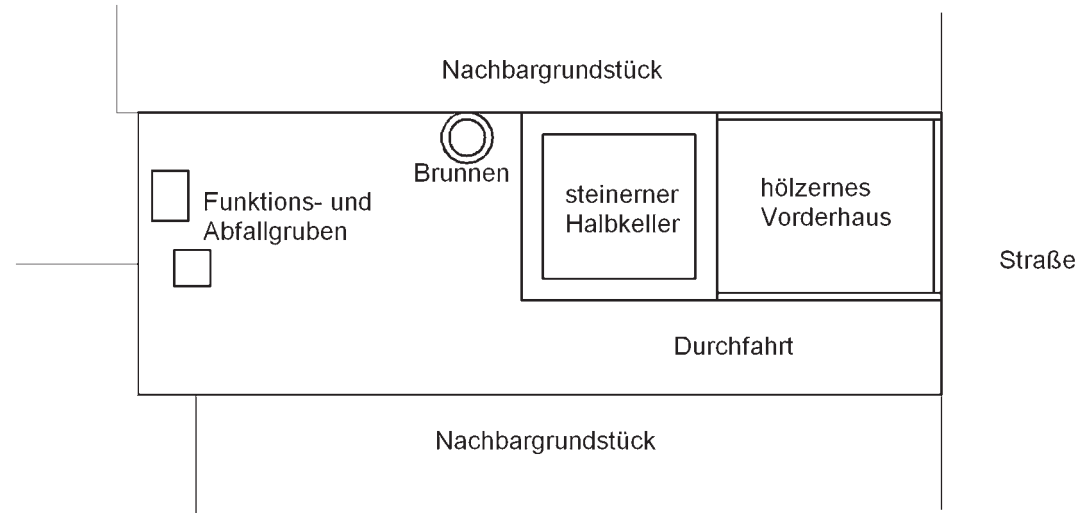 Nachbargrundstück
Brunnen
Funktions- und
Abfallgruben
steinerner
Halbkeller
hölzernes
Vorderhaus
Straße
Durchfahrt
Nachbargrundstück